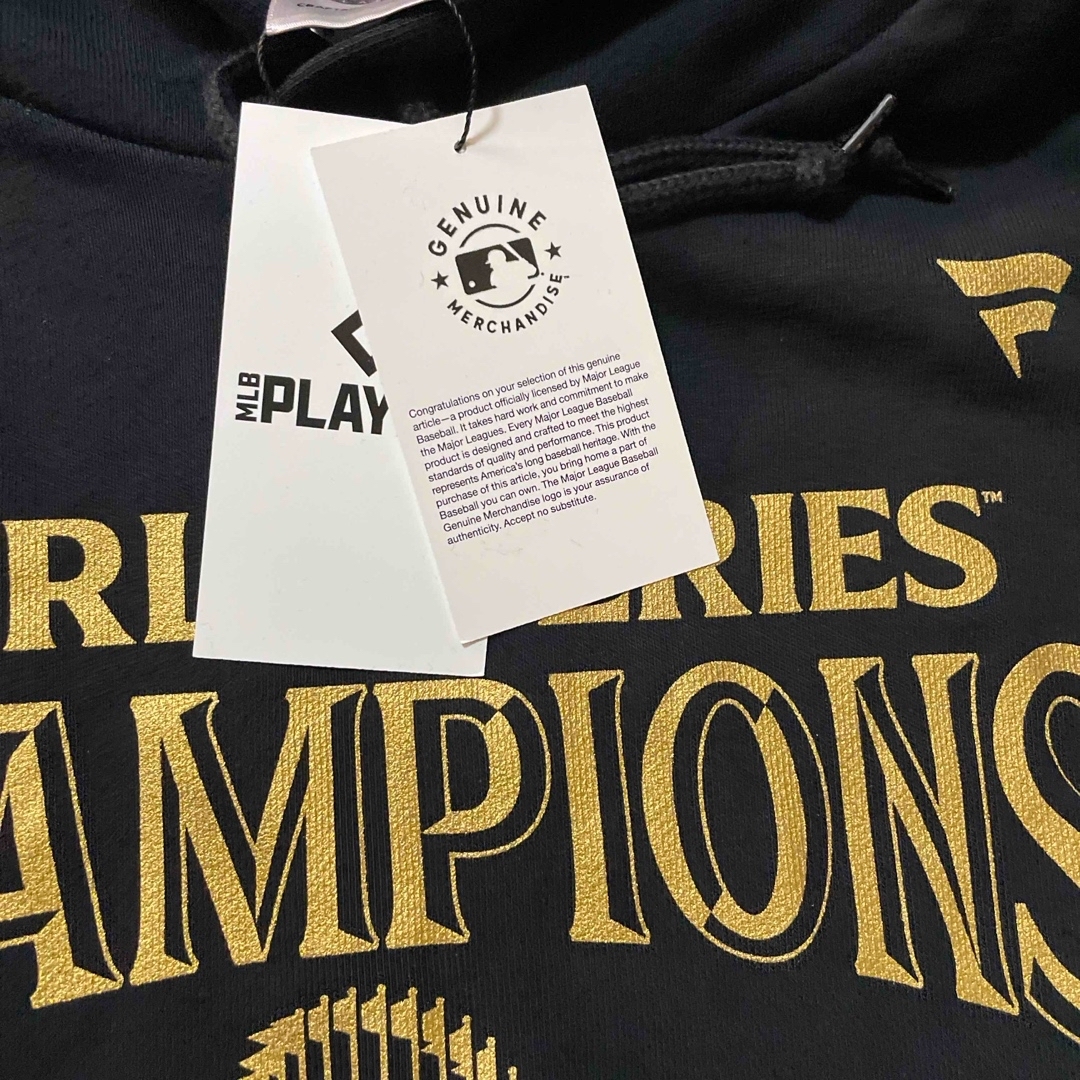 GENUINE
MERCHANDISE
Congratulations on your selection of this genuine
article—a product officially licensed by Major League
Baseball. It takes hard work and commitment to make
the Major Leagues. Every Major League Baseball
product is designed and crafted to meet the highest
standards of quality and performance. This product
represents America's long baseball heritage. With the
purchase of this article, you bring home a part of
Baseball you can own. The Major League Baseball
Genuine Merchandise logo is your assurance of
authenticity. Accept no substitute.
MLB
PLAY
RL ERIES™
AMPIONS